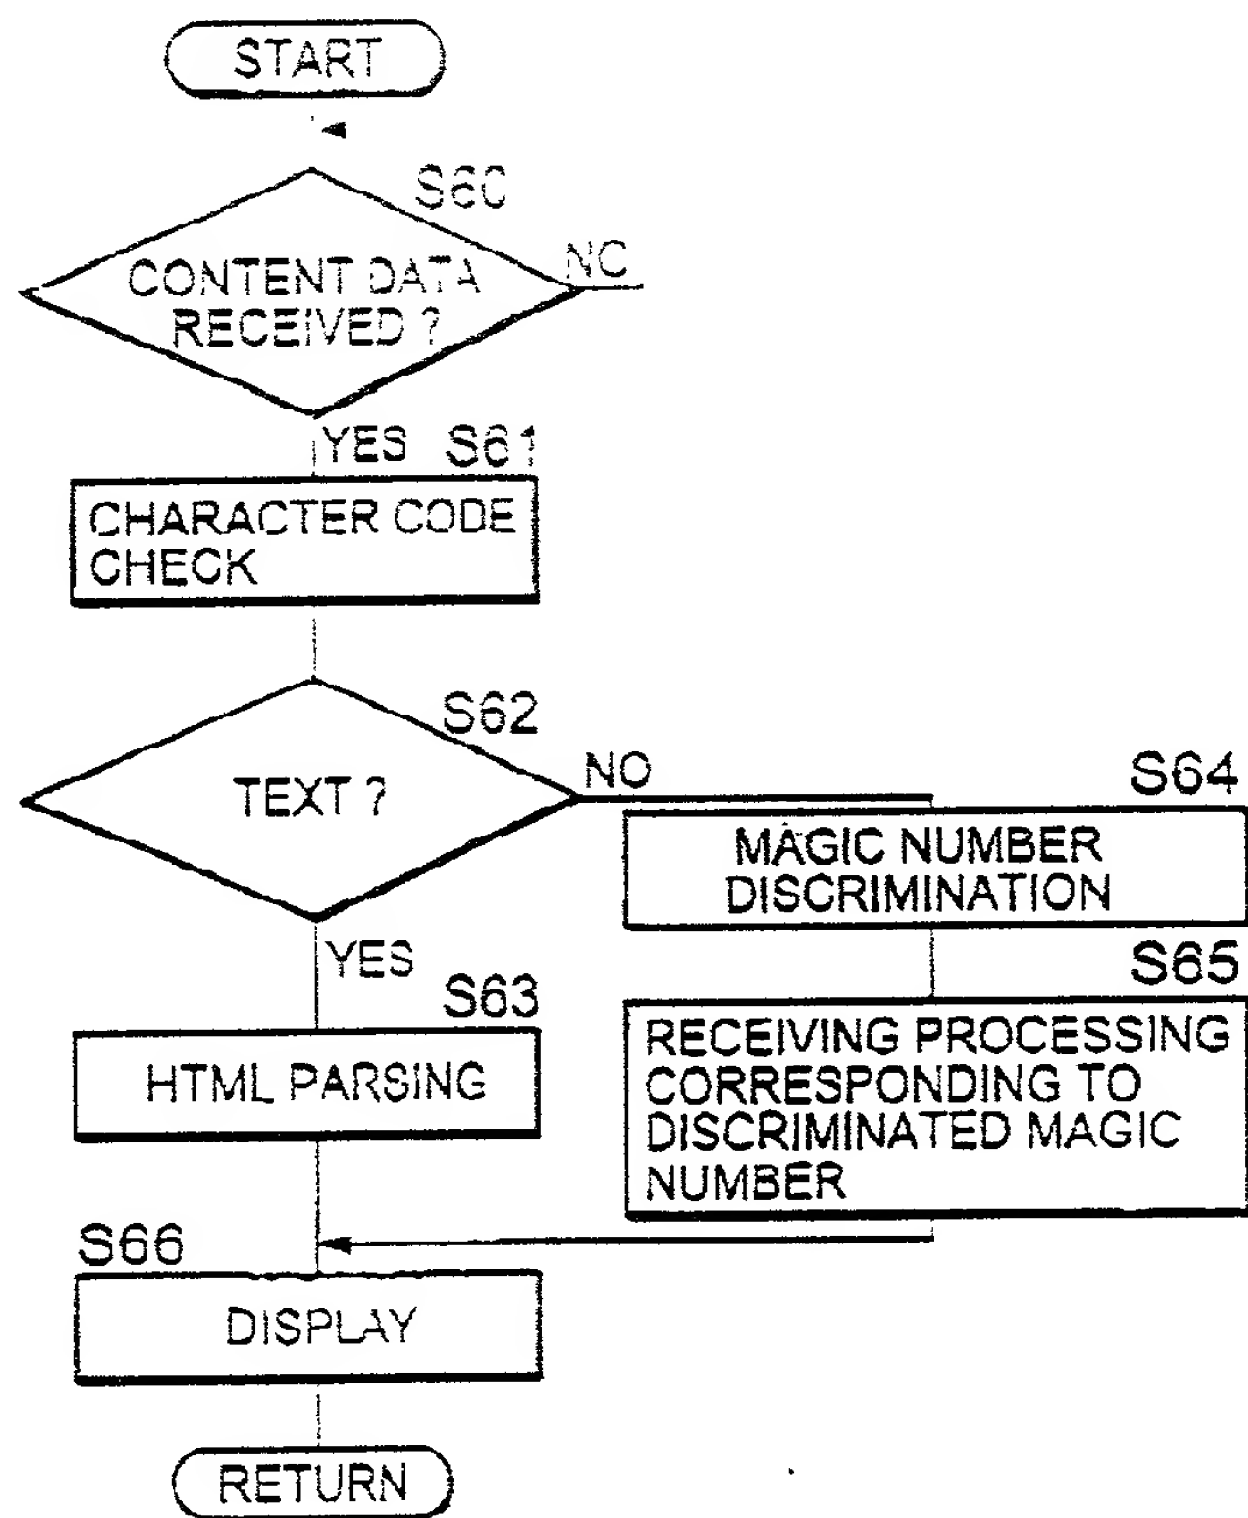 START
S60
CONTENT DATA
RECEIVED ?
NO
YES
S61
CHARACTER CODE
CHECK
S62
TEXT ?
NO
YES
S64
MAGIC NUMBER
DISCRIMINATION
S63
HTML PARSING
S65
RECEIVING PROCESSING
CORRESPONDING TO
DISCRIMINATED MAGIC
NUMBER
S66
DISPLAY
RETURN